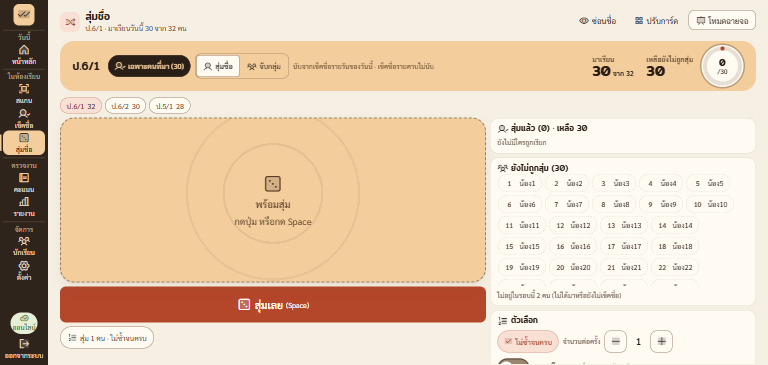 วันนี้
หน้าหลัก
ในห้องเรียน
สแกน
เช็คชื่อ
สุ่มชื่อ
ตรวจงาน
คะแนน
รายงาน
จัดการ
นักเรียน
ตั้งค่า
ออนไลน์
ออกจากระบบ
สุ่มชื่อ
ป.6/1 · มาเรียนวันนี้ 30 จาก 32 คน
ซ่อนชื่อ
ปรับการ์ด
โหมดฉายจอ
ป.6/1
เฉพาะคนที่มา (30)
สุ่มชื่อ
จับกลุ่ม
นับจากเช็คชื่อรายวันของวันนี้ · เช็คชื่อรายคาบไม่นับ
มาเรียน
30 จาก 32
เหลือยังไม่ถูกสุ่ม
30
0
/30
ป.6/1 32
ป.6/2 30
ป.5/1 28
พร้อมสุ่ม
กดปุ่ม หรือกด Space
สุ่มเลย (Space)
สุ่ม 1 คน · ไม่ซ้ำจนครบ
สุ่มแล้ว (0) · เหลือ 30
ยังไม่มีใครถูกเรียก
ยังไม่ถูกสุ่ม (30)
1 น้อง1 2 น้อง2 3 น้อง3 4 น้อง4 5 น้อง5
6 น้อง6 7 น้อง7 8 น้อง8 9 น้อง9 10 น้อง10
11 น้อง11 12 น้อง12 13 น้อง13 14 น้อง14
15 น้อง15 16 น้อง16 17 น้อง17 18 น้อง18
19 น้อง19 20 น้อง20 21 น้อง21 22 น้อง22
ไม่อยู่ในรอบนี้ 2 คน (ไม่ได้มาหรือยังไม่เช็คชื่อ)
ตัวเลือก
ไม่ซ้ำจนครบ
จำนวนต่อครั้ง
1